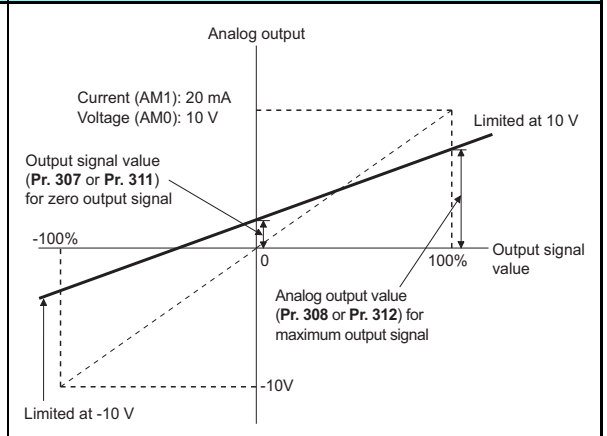 Analog output
Current (AM1): 20 mA
Voltage (AM0): 10 V
Limited at 10 V
Output signal value
(Pr. 307 or Pr. 311)
for zero output signal
-100%
0
100%
Output signal
value
Analog output value
(Pr. 308 or Pr. 312) for
maximum output signal
-10V
Limited at -10 V